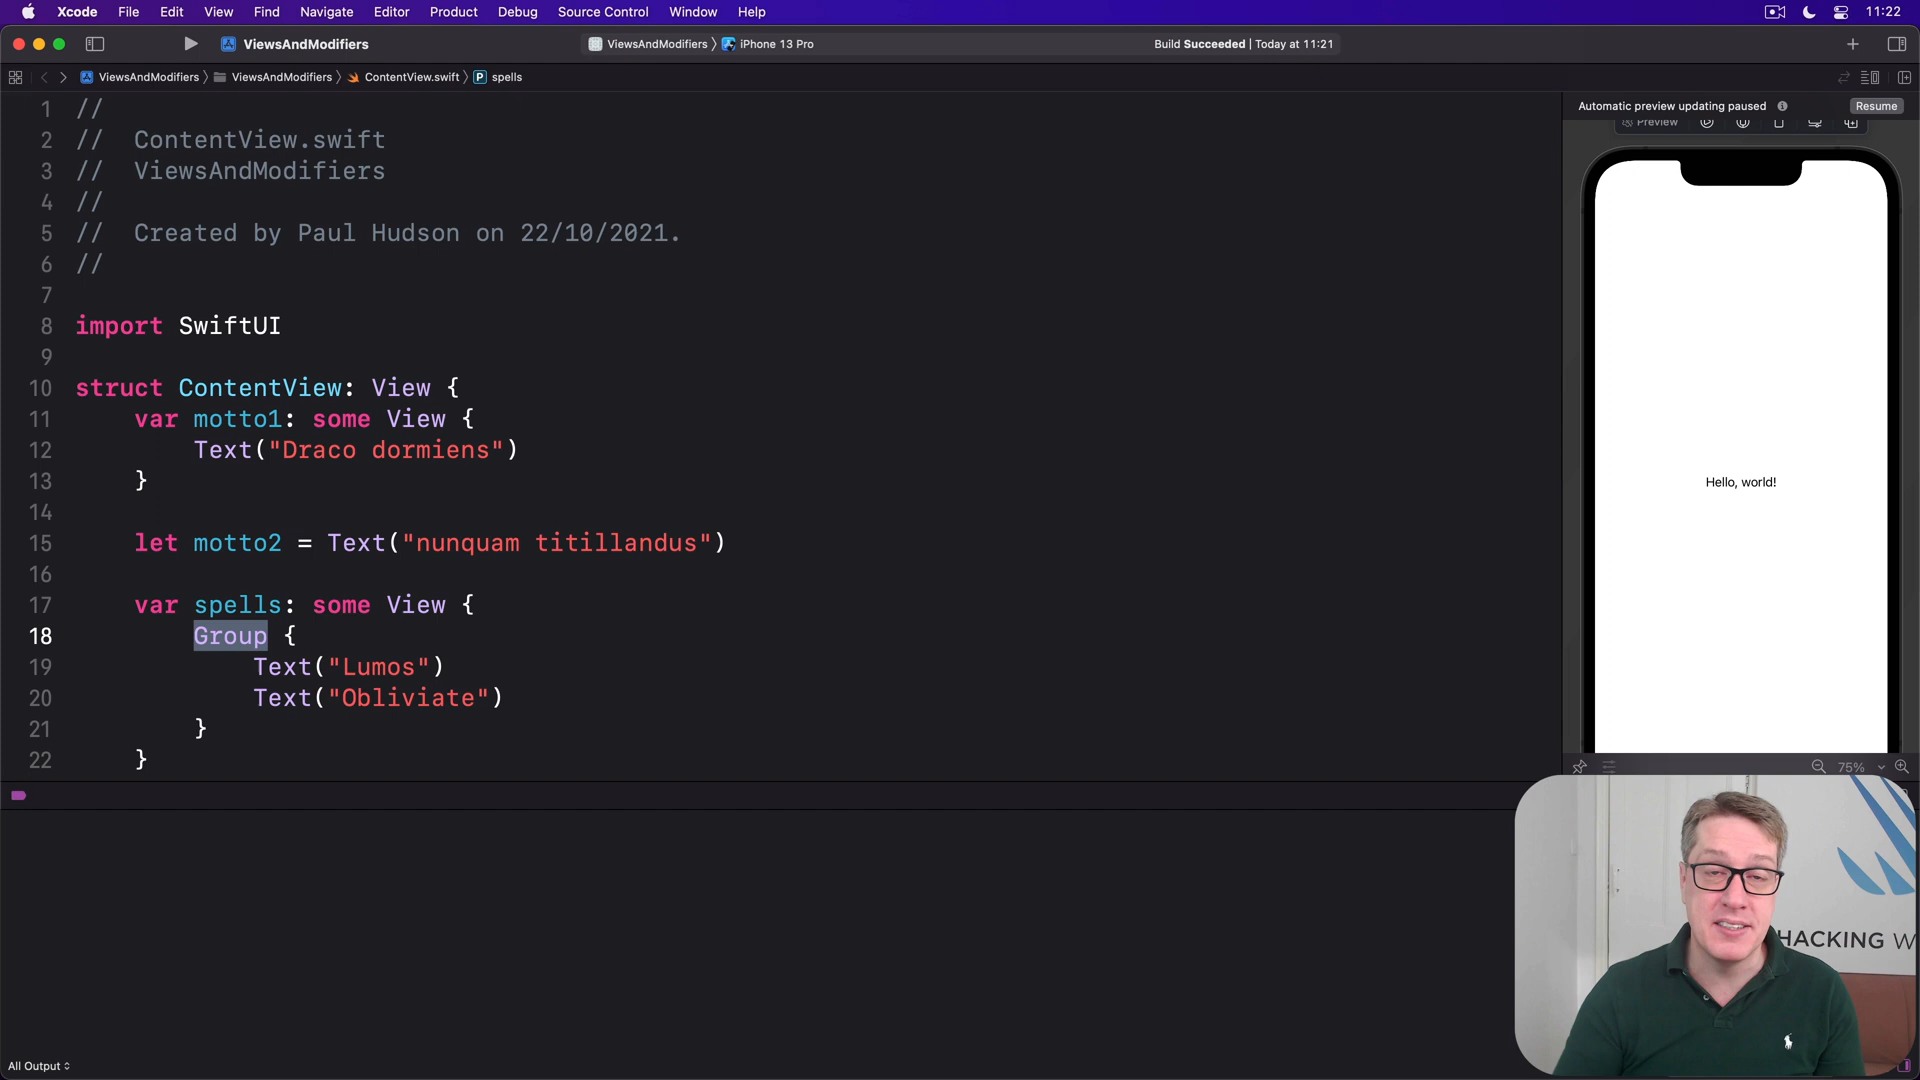 Xcode File Edit View Find Navigate Editor Product Debug Source Control Window Help 11:22
ViewsAndModifiers ViewsAndModifiers iPhone 13 Pro Build Succeeded | Today at 11:21
ViewsAndModifiers ViewsAndModifiers ContentView.swift P spells
1 //
2 // ContentView.swift
3 // ViewsAndModifiers
4 //
5 // Created by Paul Hudson on 22/10/2021.
6 //
7
8 import SwiftUI
9
10 struct ContentView: View {
11 var motto1: some View {
12 Text("Draco dormiens")
13 }
14
15 let motto2 = Text("nunquam titillandus")
16
17 var spells: some View {
18 Group {
19 Text("Lumos")
20 Text("Obliviate")
21 }
22 }
Automatic preview updating paused Resume
Preview
Hello, world!
75%
HACKING W
All Output